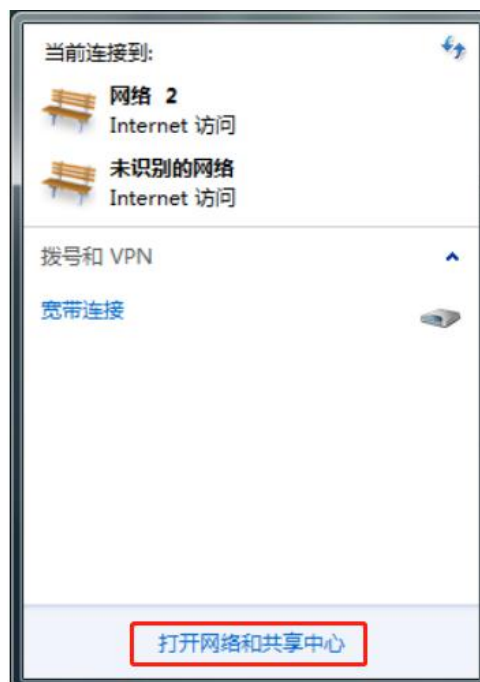 当前连接到:
网络 2
Internet 访问
未识别的网络
Internet 访问
拨号和 VPN
宽带连接
打开网络和共享中心